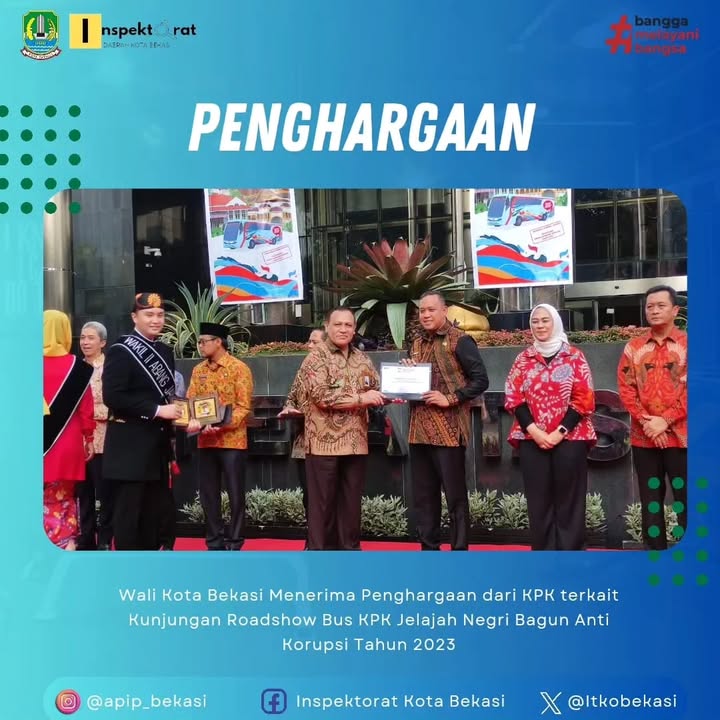 Inspektorat
DAERAH KOTA BEKASI
#bangga
melayani
bangsa
PENGHARGAAN
WAKIL II ABANG
Wali Kota Bekasi Menerima Penghargaan dari KPK terkait
Kunjungan Roadshow Bus KPK Jelajah Negri Bagun Anti
Korupsi Tahun 2023
@apip_bekasi
Inspektorat Kota Bekasi
@Itkobekasi